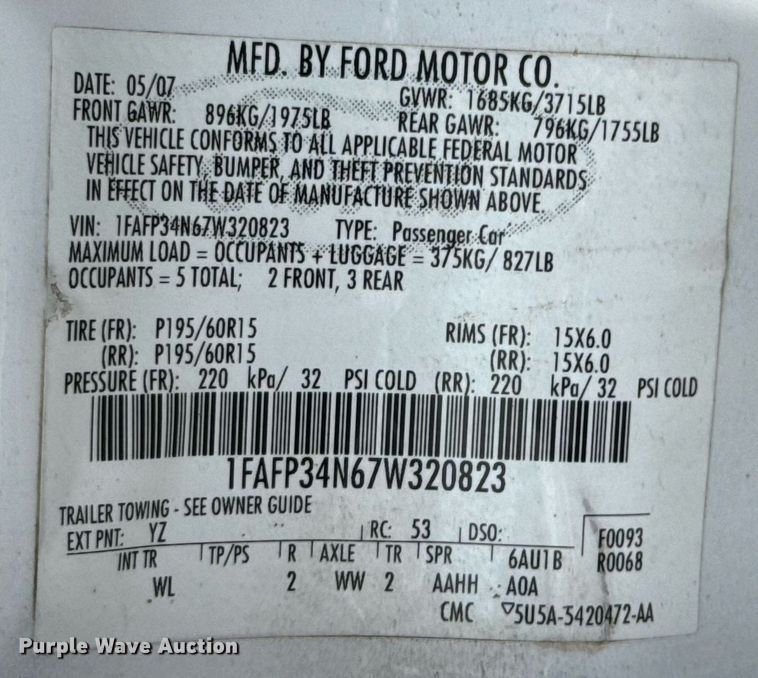 MFD. BY FORD MOTOR CO.
DATE: 05/07 GVWR: 1685KG/3715LB
FRONT GAWR: 896KG/1975LB REAR GAWR: 796KG/1755LB
THIS VEHICLE CONFORMS TO ALL APPLICABLE FEDERAL MOTOR
VEHICLE SAFETY, BUMPER, AND THEFT PREVENTION STANDARDS
IN EFFECT ON THE DATE OF MANUFACTURE SHOWN ABOVE.
VIN: 1FAFP34N67W320823 TYPE: Passenger Car
MAXIMUM LOAD = OCCUPANTS + LUGGAGE = 375KG/ 827LB
OCCUPANTS = 5 TOTAL; 2 FRONT, 3 REAR
TIRE (FR): P195/60R15 RIMS (FR): 15X6.0
(RR): P195/60R15 (RR): 15X6.0
PRESSURE (FR): 220 kPa/ 32 PSI COLD (RR): 220 kPa/ 32 PSI COLD
1FAFP34N67W320823
TRAILER TOWING - SEE OWNER GUIDE
EXT PNT: YZ RC: 53 DSO: F0093
INT TR TP/PS R AXLE TR SPR 6AU1B R0068
WL 2 WW 2 AAHH A0A
CMC 5U5A-5420472-AA
Purple Wave Auction